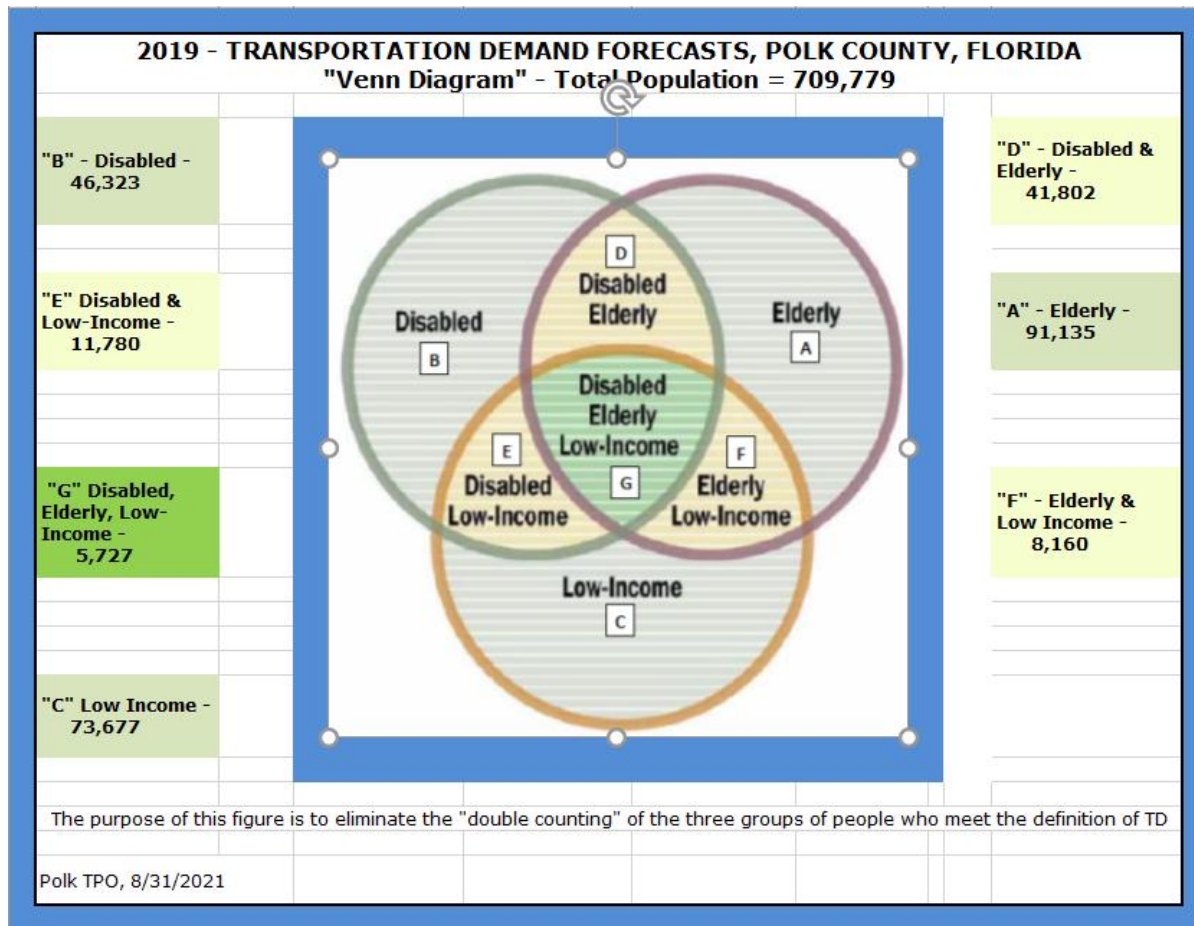 2019 - TRANSPORTATION DEMAND FORECASTS, POLK COUNTY, FLORIDA
"Venn Diagram" - Total Population = 709,779
"B" - Disabled -
46,323
"E" Disabled &
Low-Income -
11,780
"G" Disabled,
Elderly, Low-
Income -
5,727
"C" Low Income -
73,677
D
Disabled
Elderly
Disabled
B
Elderly
A
Disabled
Elderly
Low-Income
G
E
Disabled
Low-Income
F
Elderly
Low-Income
Low-Income
C
"D" - Disabled &
Elderly -
41,802
"A" - Elderly -
91,135
"F" - Elderly &
Low Income -
8,160
The purpose of this figure is to eliminate the "double counting" of the three groups of people who meet the definition of TD
Polk TPO, 8/31/2021